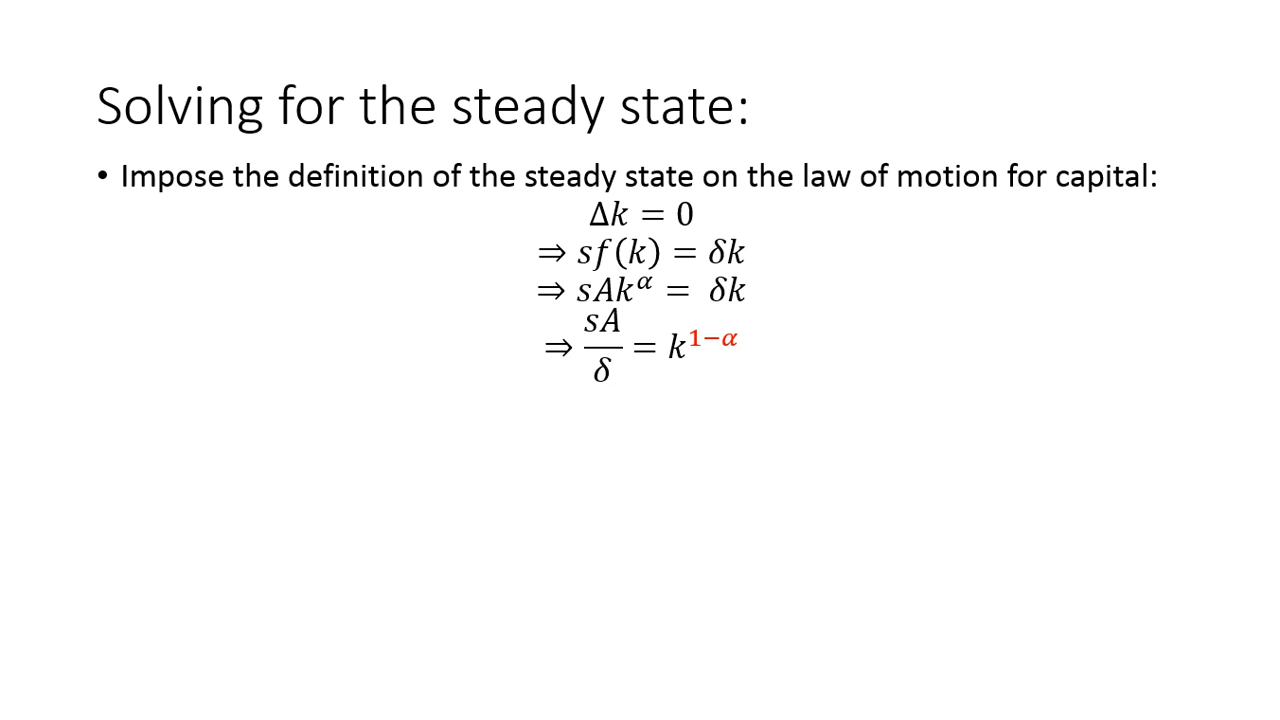 Solving for the steady state:
• Impose the definition of the steady state on the law of motion for capital:
Δk = 0
⇒ sf(k) = δk
⇒ sAk^α = δk
⇒ sA/δ = k^{1−α}